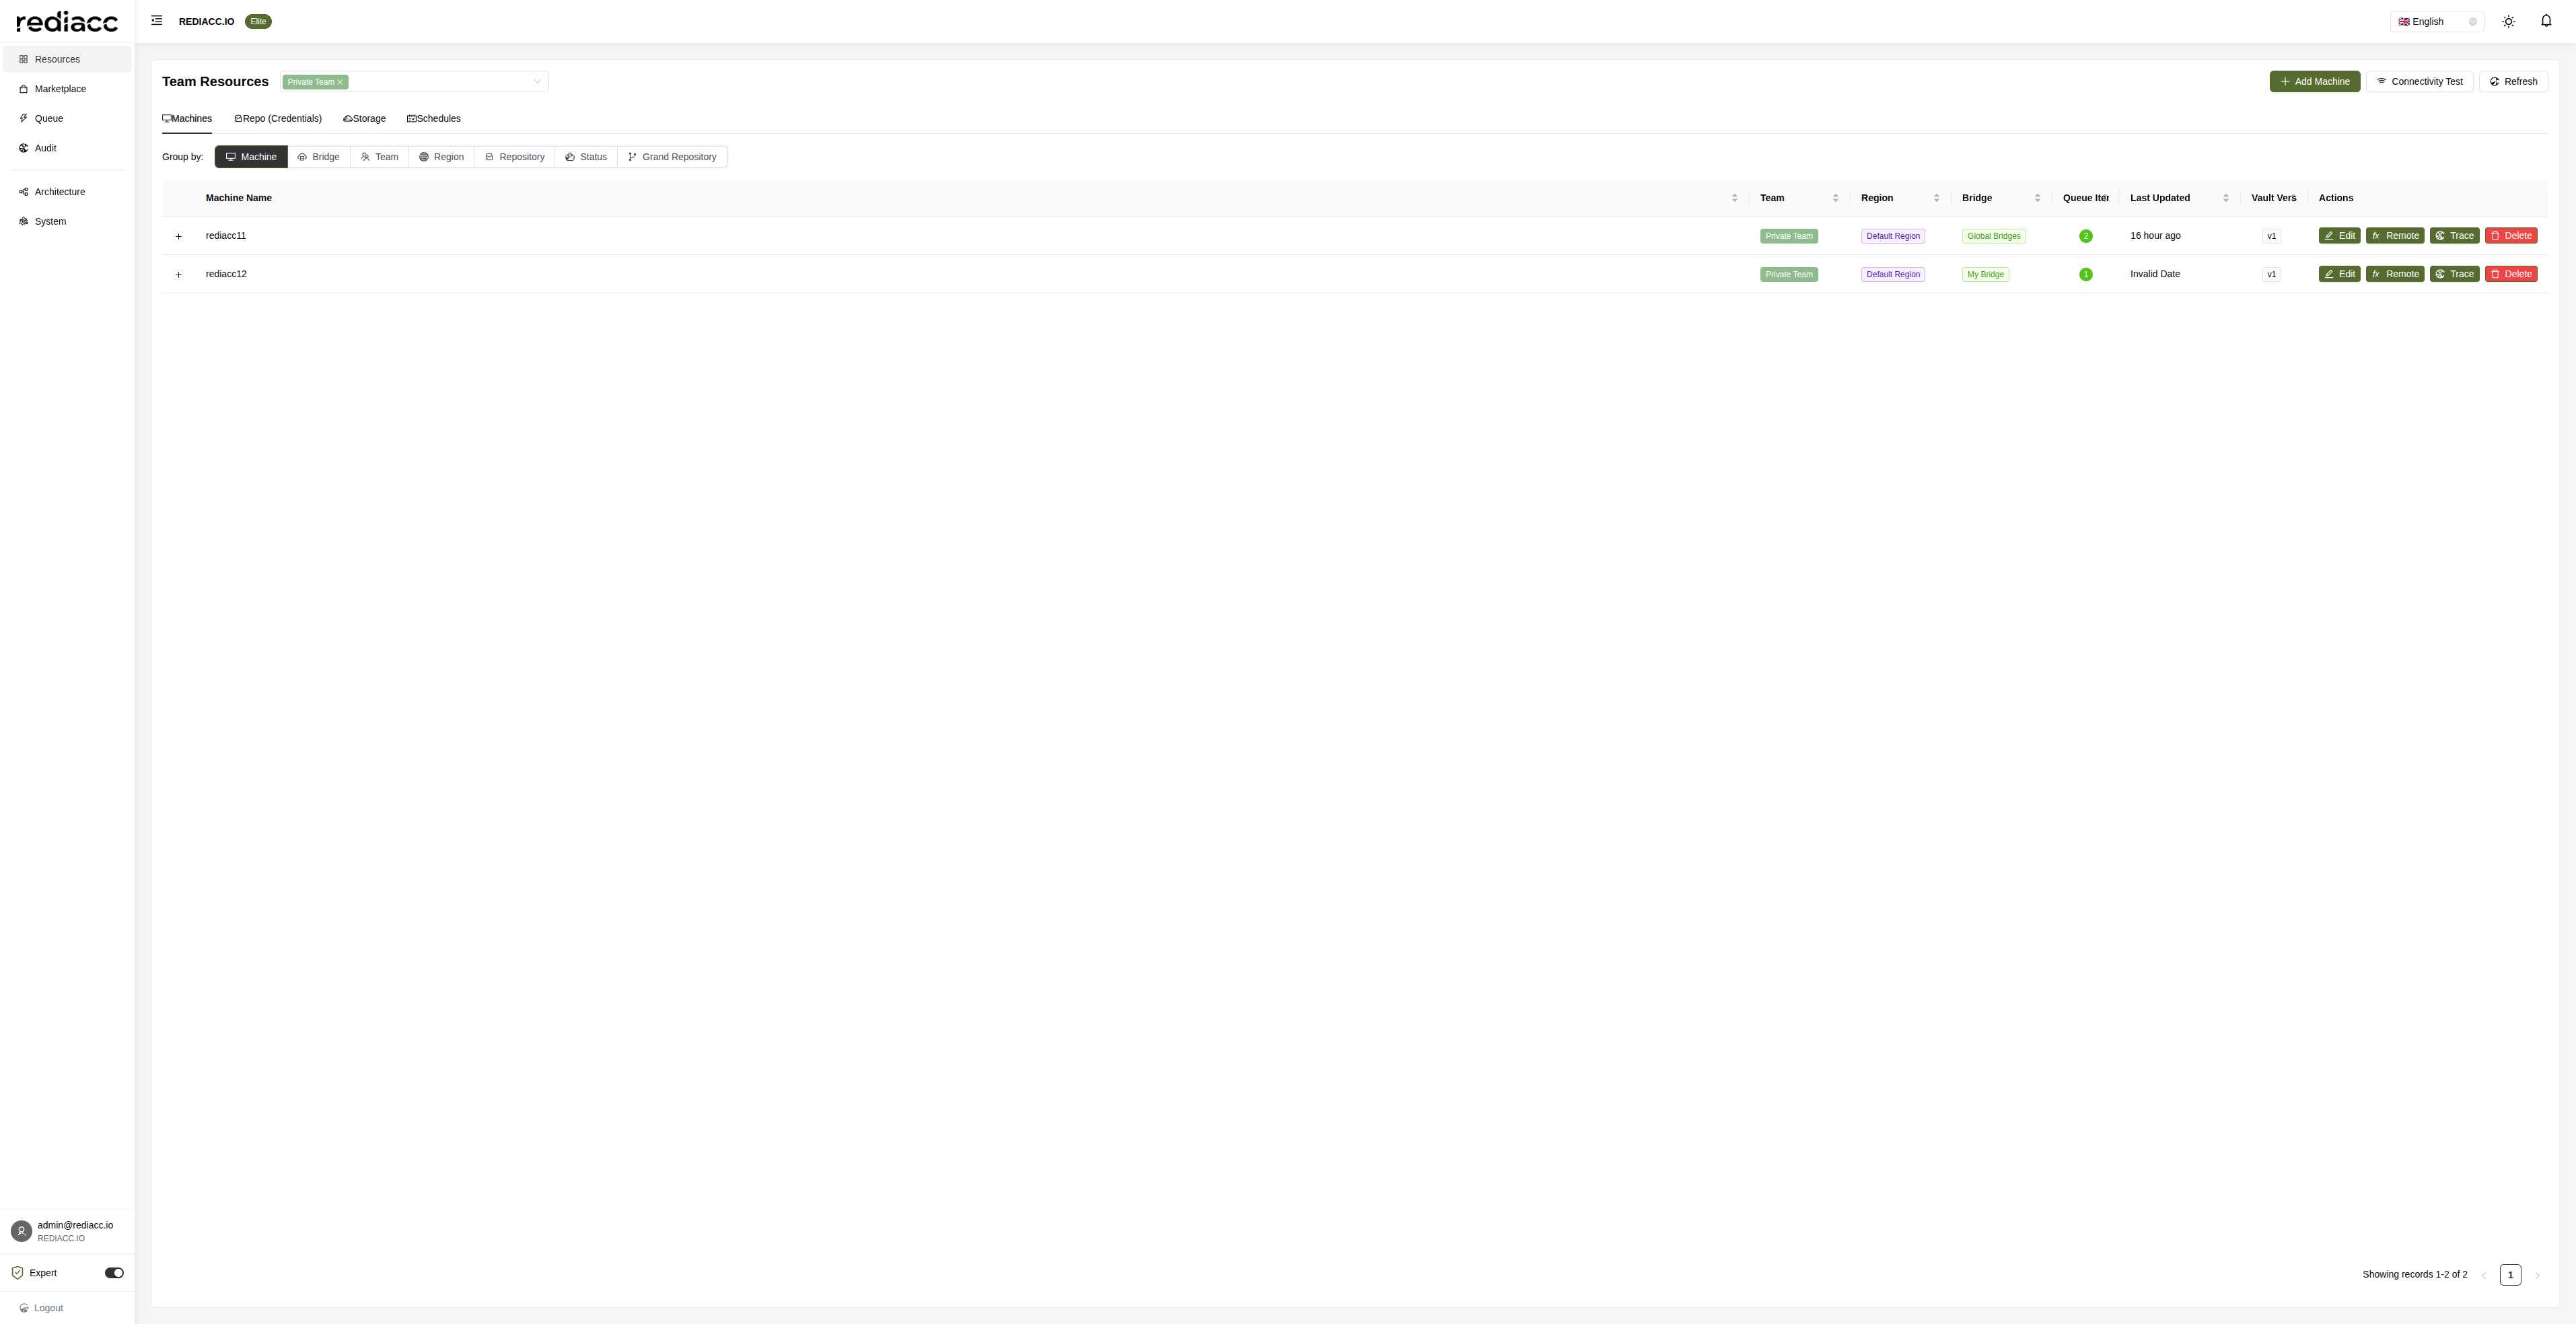 rediacc
REDIACC.IO Elite
English
Resources
Marketplace
Queue
Audit
Architecture
System
Team Resources Private Team
Add Machine Connectivity Test Refresh
Machines Repo (Credentials) Storage Schedules
Group by: Machine Bridge Team Region Repository Status Grand Repository
Machine Name Team Region Bridge Queue Last Updated Vault Actions
rediacc11 Private Team Default Region Global Bridges 2 16 hour ago v1 Edit fx Remote Trace Delete
rediacc12 Private Team Default Region My Bridge 1 Invalid Date v1 Edit fx Remote Trace Delete
admin@rediacc.io
REDIACC.IO
Expert
Logout
Showing records 1-2 of 2 1